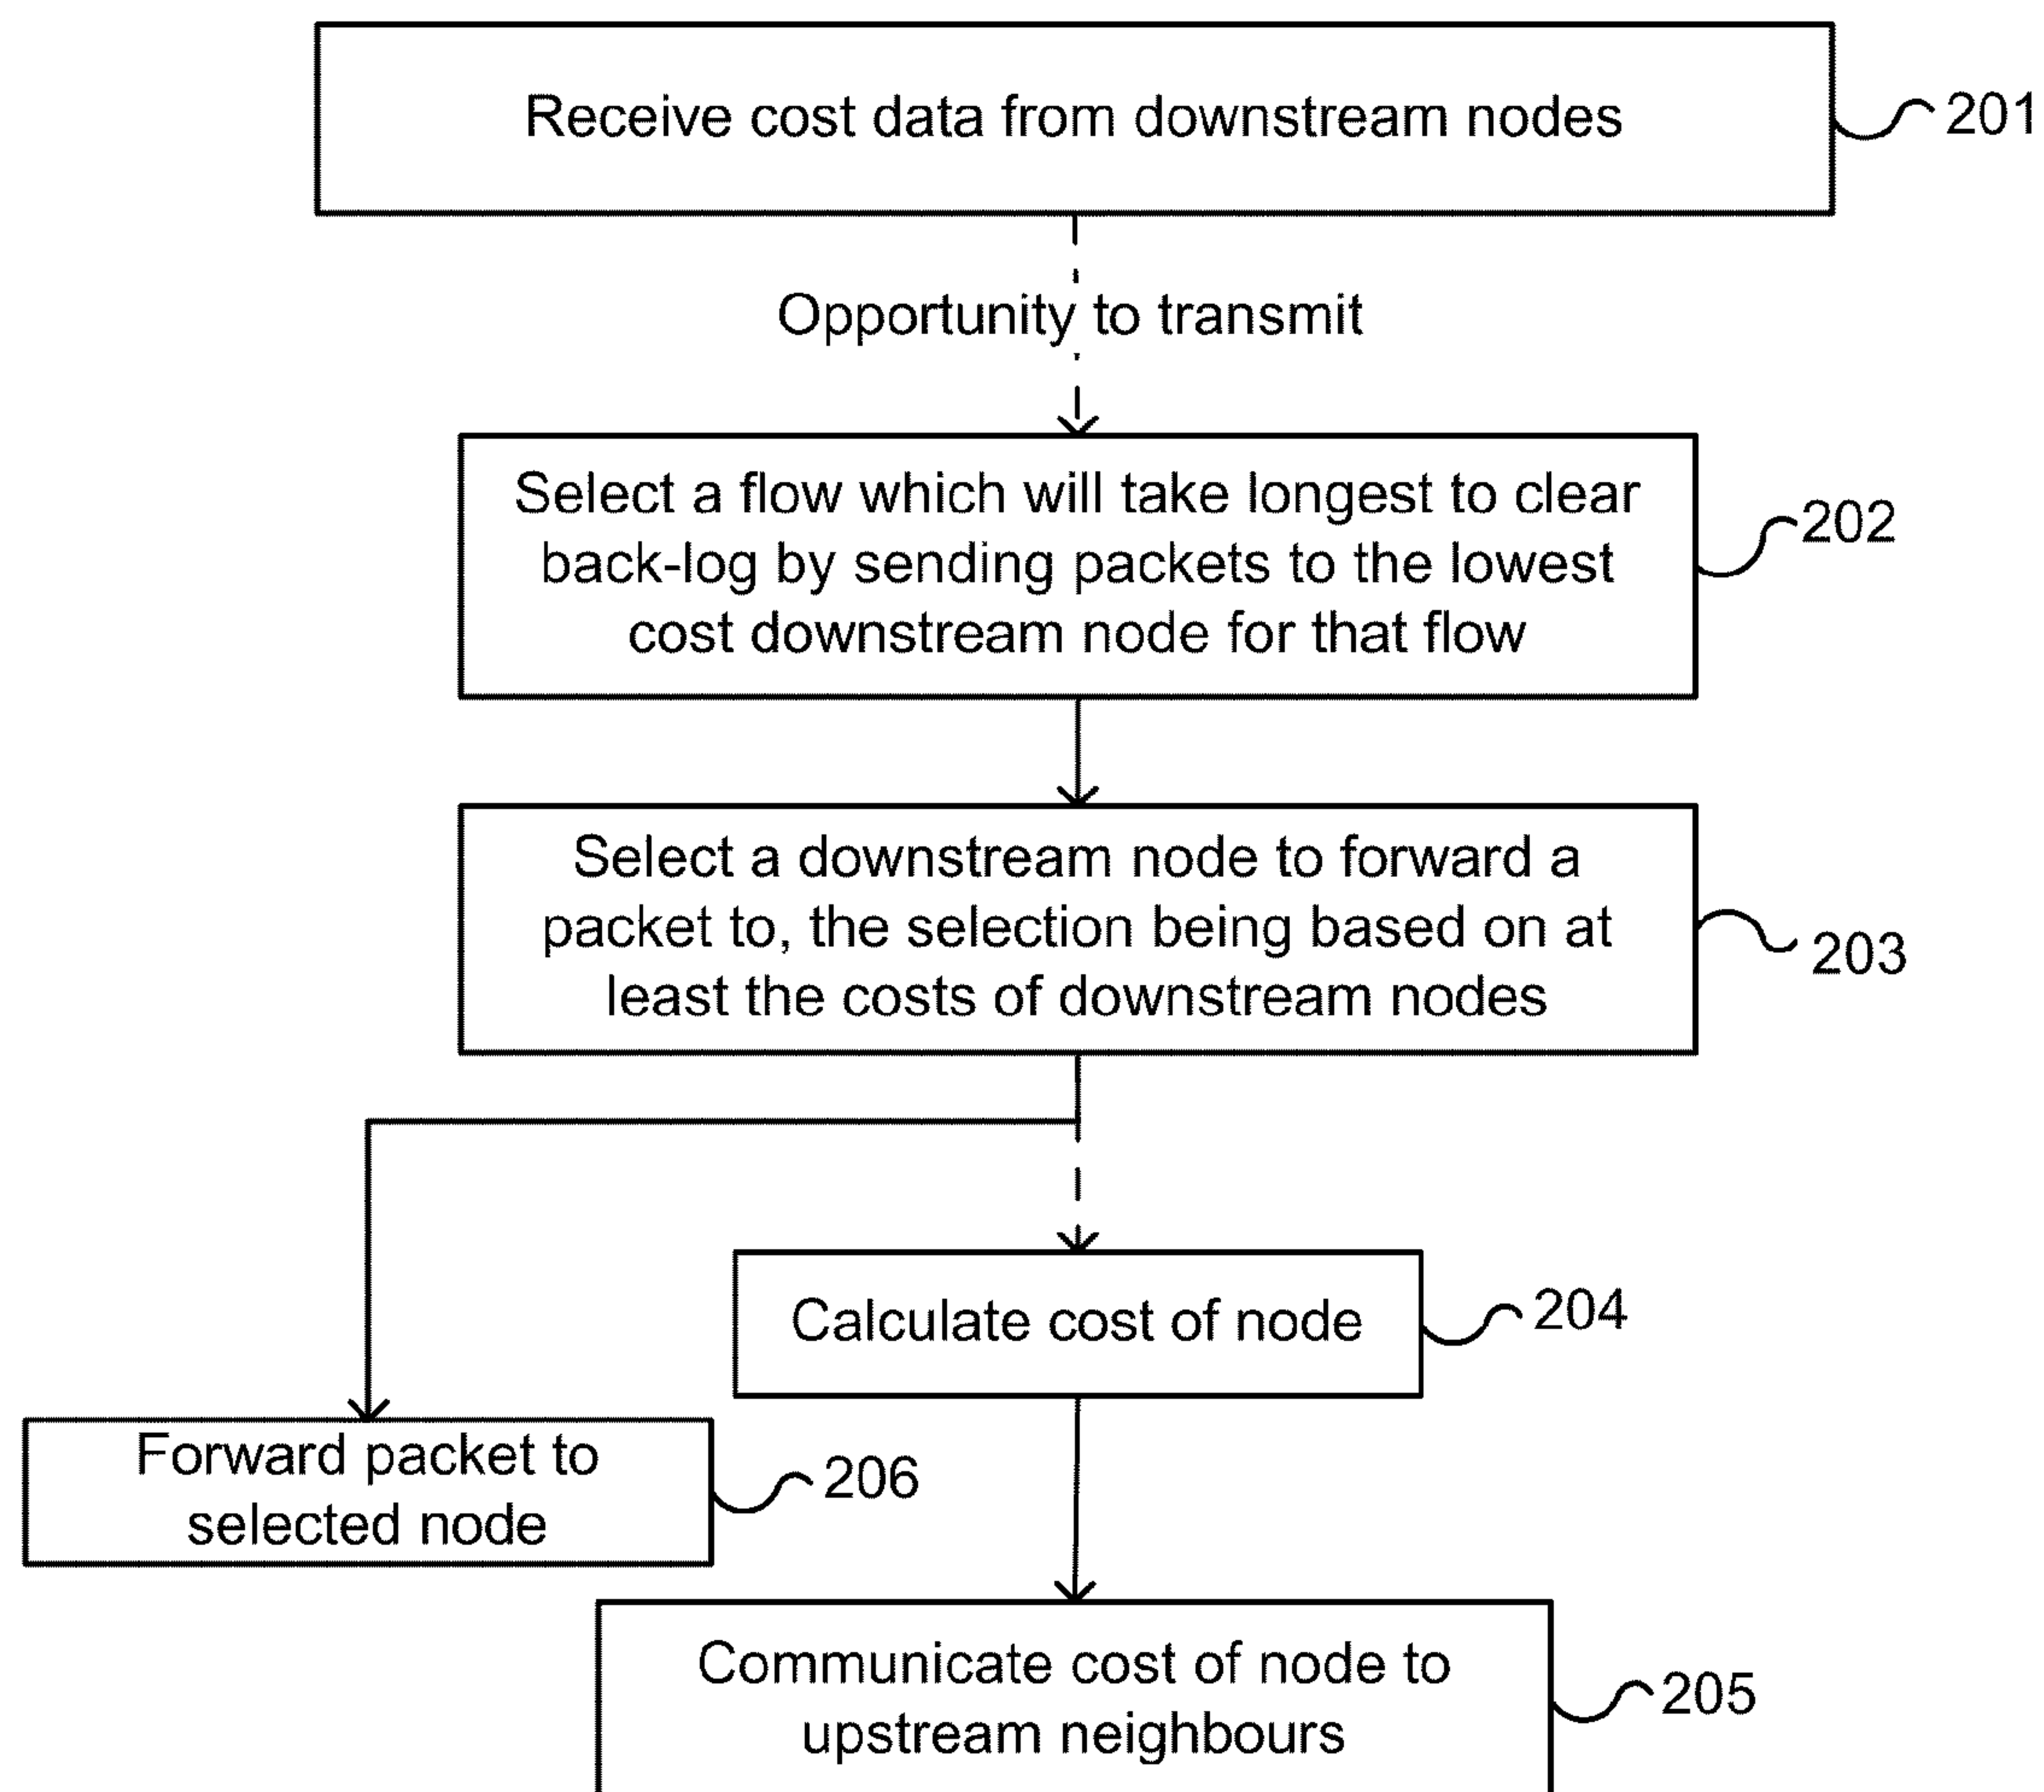 Receive cost data from downstream nodes
201
Opportunity to transmit
Select a flow which will take longest to clear
back-log by sending packets to the lowest
cost downstream node for that flow
202
Select a downstream node to forward a
packet to, the selection being based on at
least the costs of downstream nodes
203
Calculate cost of node
204
Forward packet to
selected node
206
Communicate cost of node to
upstream neighbours
205